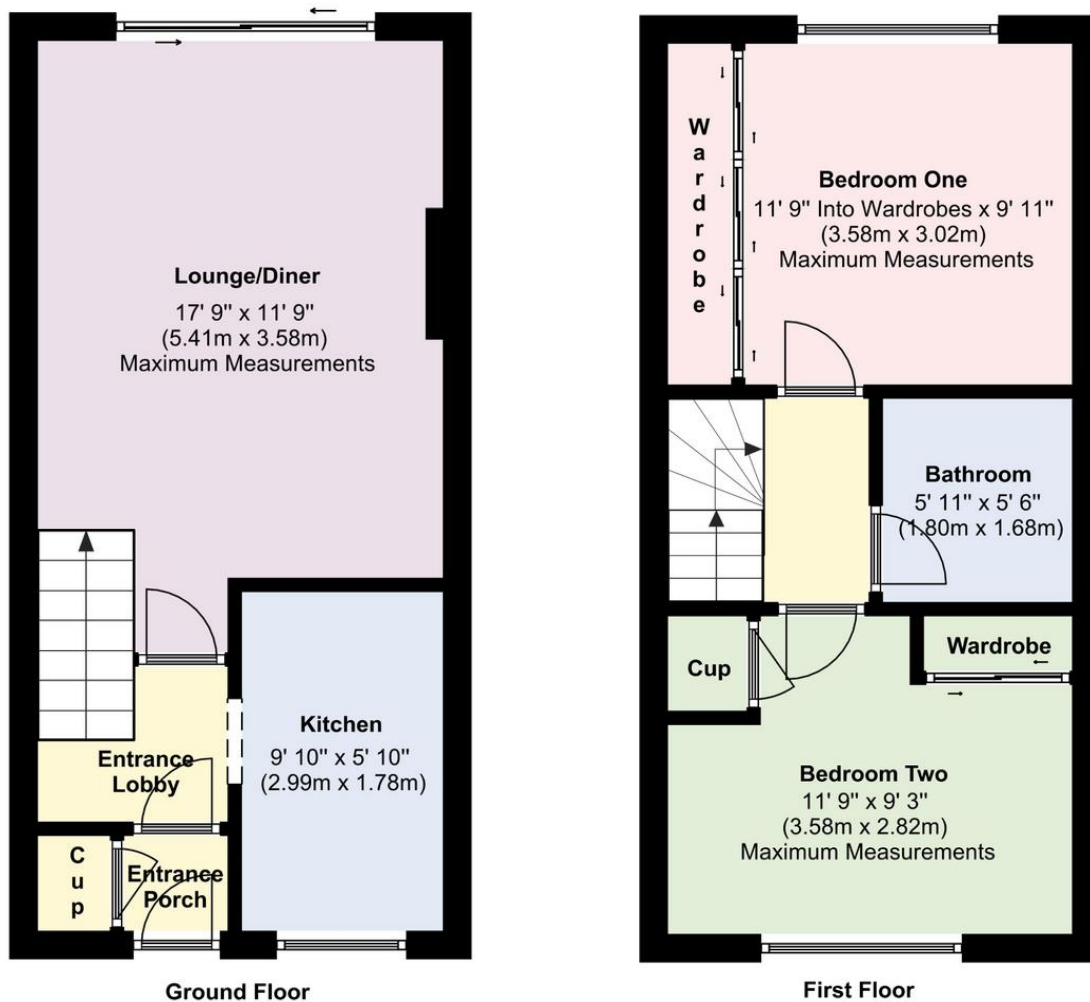 Lounge/Diner
17' 9" x 11' 9"
(5.41m x 3.58m)
Maximum Measurements
Kitchen
9' 10" x 5' 10"
(2.99m x 1.78m)
Entrance
Lobby
Cup
Entrance
Porch
Ground Floor
Wardrobe
Bedroom One
11' 9" Into Wardrobes x 9' 11"
(3.58m x 3.02m)
Maximum Measurements
Bathroom
5' 11" x 5' 6"
(1.80m x 1.68m)
Cup
Wardrobe
Bedroom Two
11' 9" x 9' 3"
(3.58m x 2.82m)
Maximum Measurements
First Floor